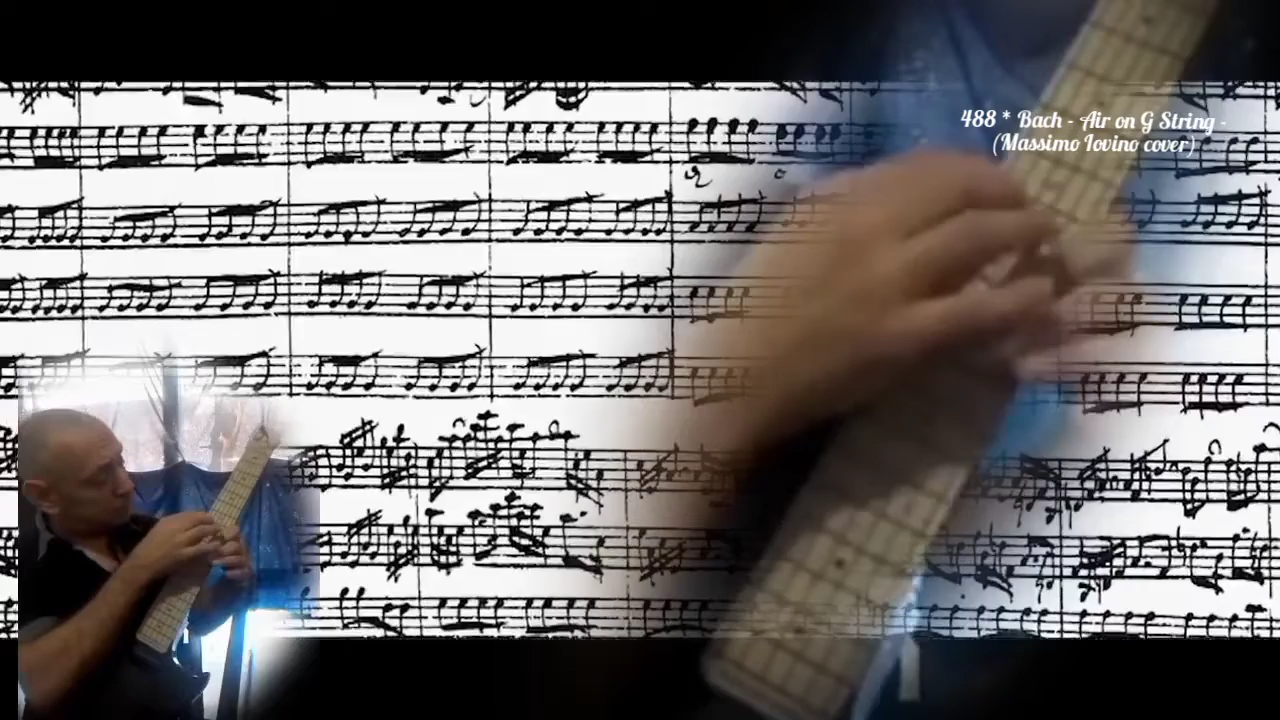 488 * Bach - Air on G String -
(Massimo Iovino cover)